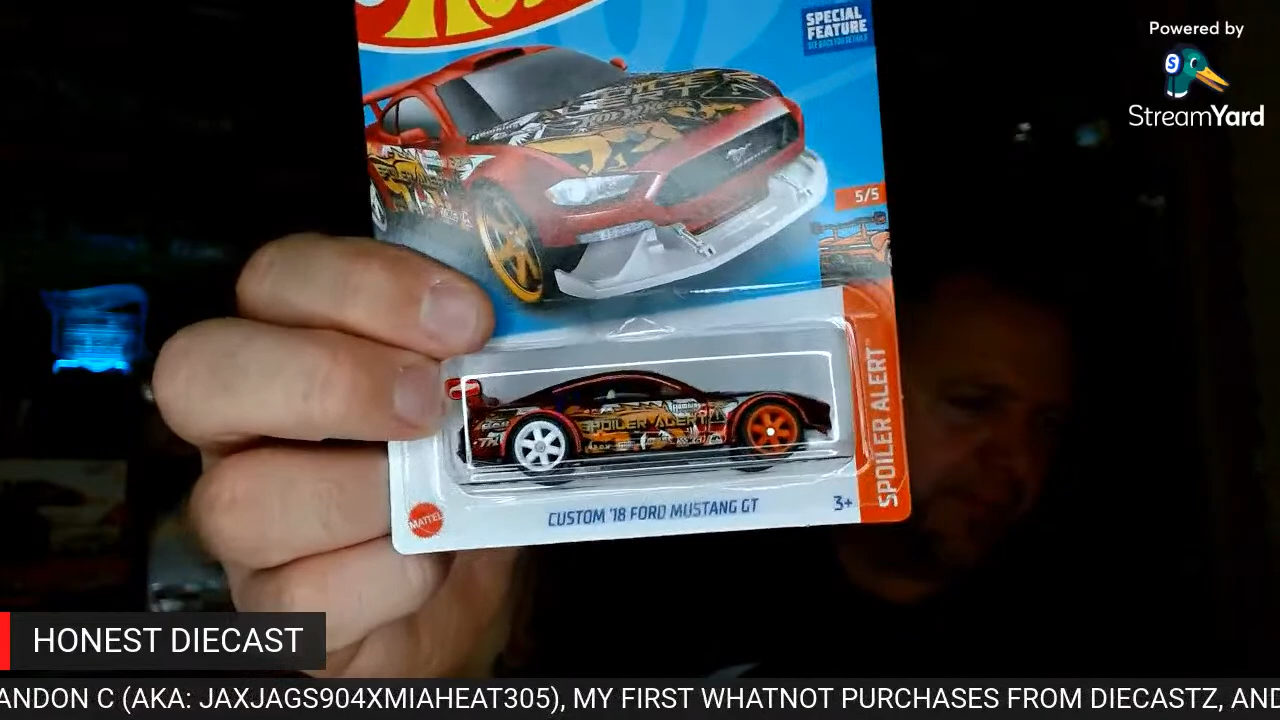 Powered by
StreamYard
SPECIAL
FEATURE
5/5
SPOILER ALERT
SPOILER ALERT
MATTEL
CUSTOM '18 FORD MUSTANG GT
3+
HONEST DIECAST
ANDON C (AKA: JAXJAGS904XMIAHEAT305), MY FIRST WHATNOT PURCHASES FROM DIECASTZ, AND